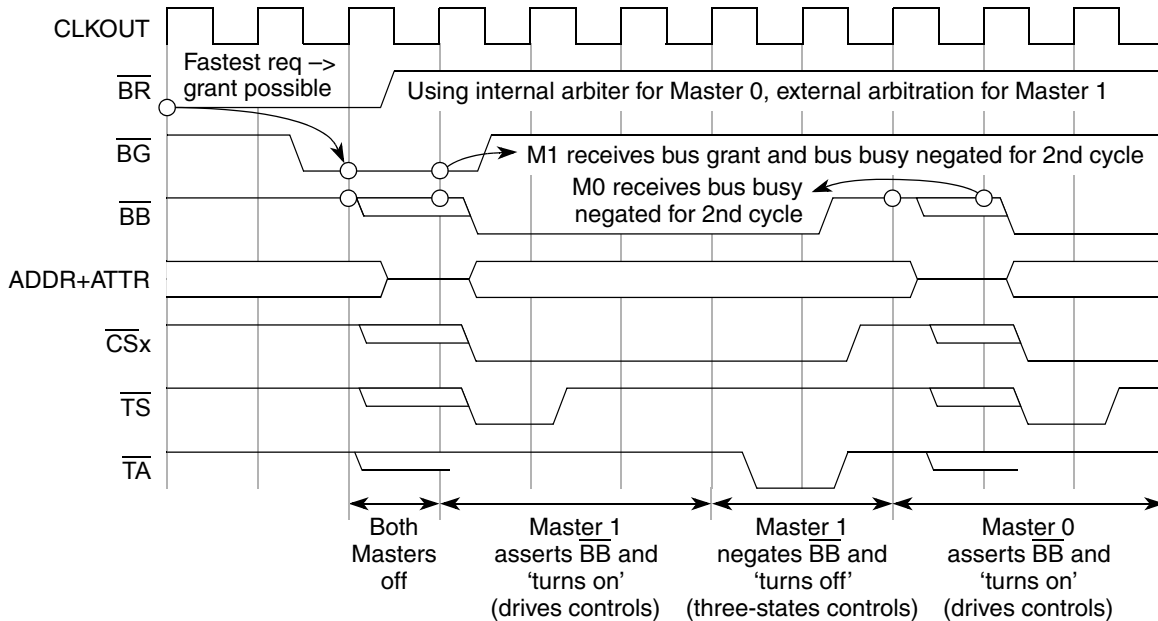 CLKOUT
Fastest req –>
grant possible
BR
Using internal arbiter for Master 0, external arbitration for Master 1
BG
M1 receives bus grant and bus busy negated for 2nd cycle
M0 receives bus busy
negated for 2nd cycle
BB
ADDR+ATTR
CSx
TS
TA
Both
Masters
off
Master 1
asserts BB and
‘turns on’
(drives controls)
Master 1
negates BB and
‘turns off’
(three-states controls)
Master 0
asserts BB and
‘turns on’
(drives controls)